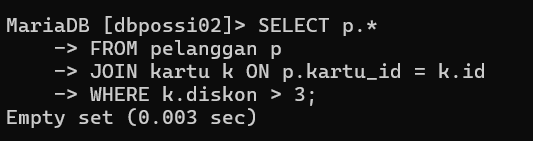 MariaDB [dbpossi02]> SELECT p.*
    -> FROM pelanggan p
    -> JOIN kartu k ON p.kartu_id = k.id
    -> WHERE k.diskon > 3;
Empty set (0.003 sec)